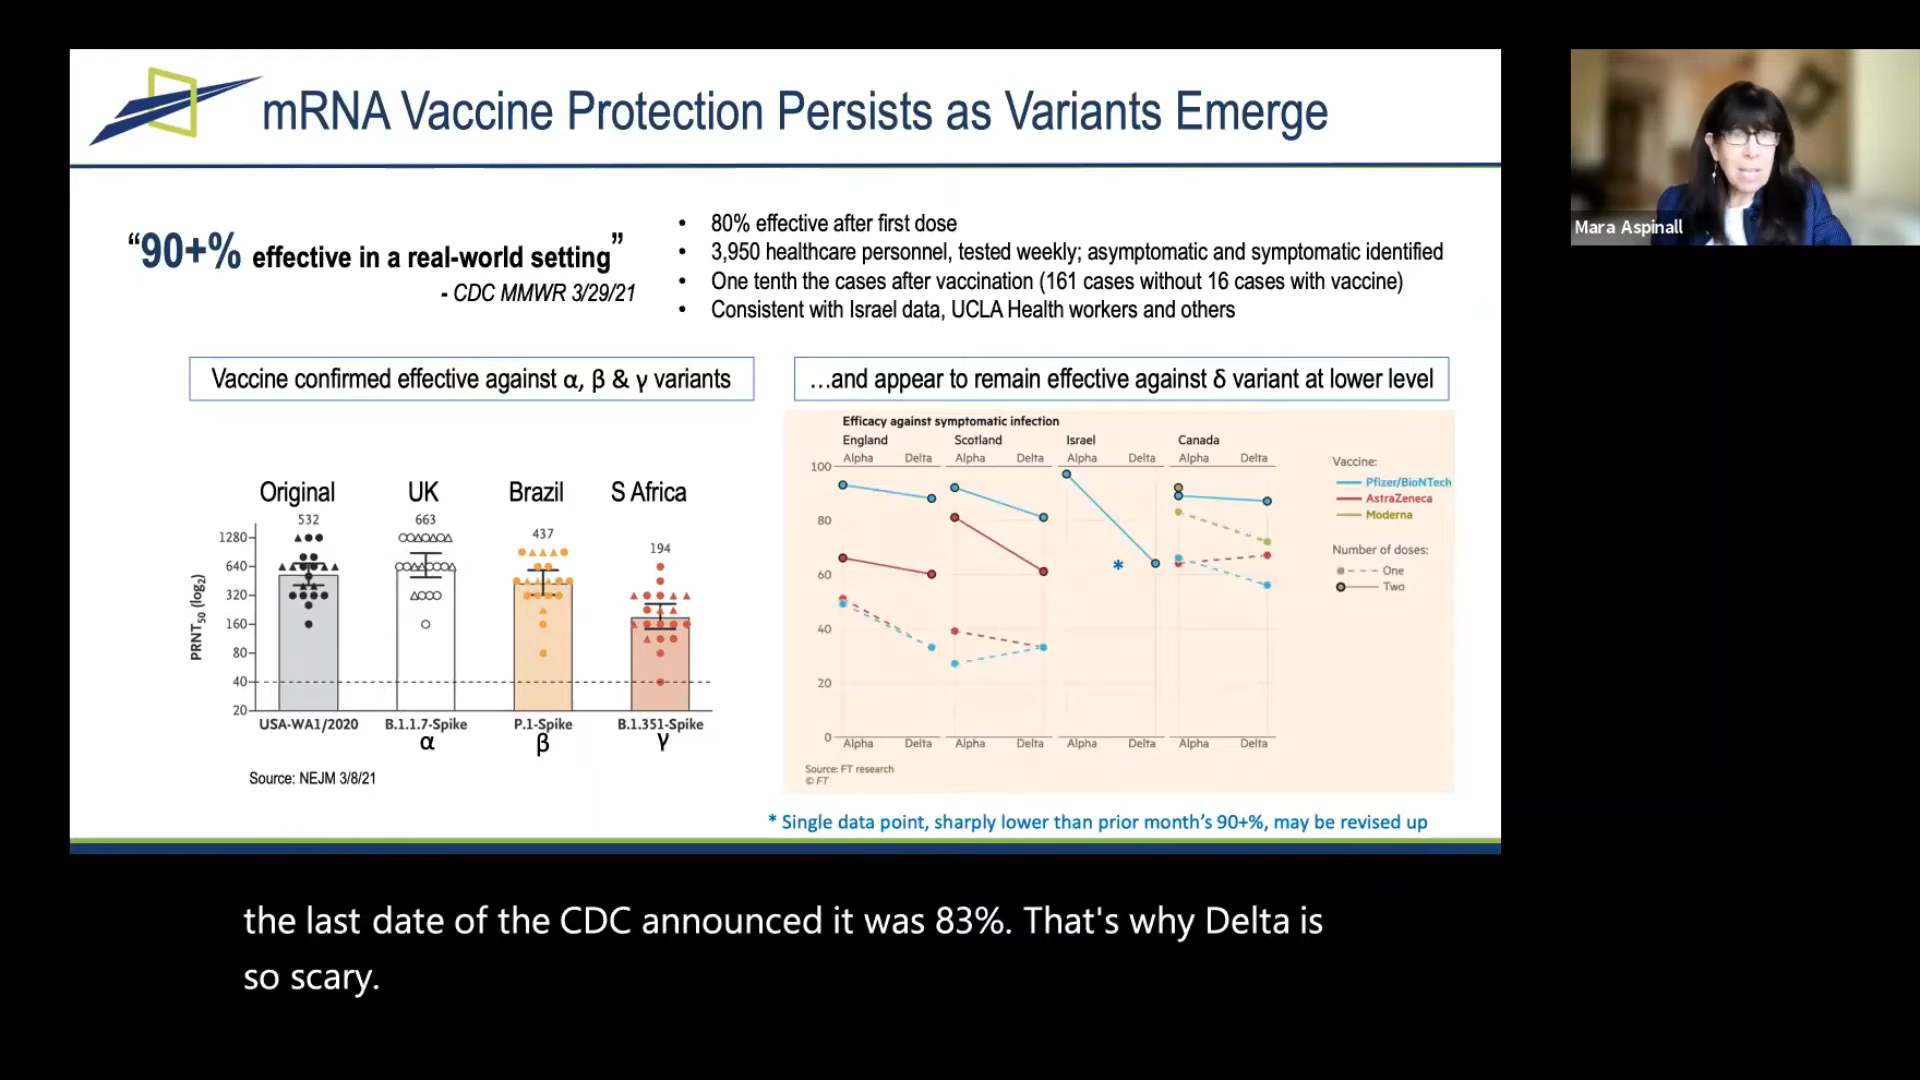 mRNA Vaccine Protection Persists as Variants Emerge
Mara Aspinall
“90+% effective in a real-world setting”
- CDC MMWR 3/29/21
• 80% effective after first dose
• 3,950 healthcare personnel, tested weekly; asymptomatic and symptomatic identified
• One tenth the cases after vaccination (161 cases without 16 cases with vaccine)
• Consistent with Israel data, UCLA Health workers and others
Vaccine confirmed effective against α, β & γ variants
Original UK Brazil S Africa
532 663 437 194
PRNT50 (log2)
1280
640
320
160
80
40
20
USA-WA1/2020 B.1.1.7-Spike P.1-Spike B.1.351-Spike
α β γ
Source: NEJM 3/8/21
…and appear to remain effective against δ variant at lower level
Efficacy against symptomatic infection
England Scotland Israel Canada
Alpha Delta Alpha Delta Alpha Delta Alpha Delta
100
80
60
40
20
0
*
Alpha Delta Alpha Delta Alpha Delta Alpha Delta
Vaccine:
Pfizer/BioNTech
AstraZeneca
Moderna
Number of doses:
One
Two
Source: FT research
© FT
* Single data point, sharply lower than prior month’s 90+%, may be revised up
the last date of the CDC announced it was 83%. That's why Delta is
so scary.